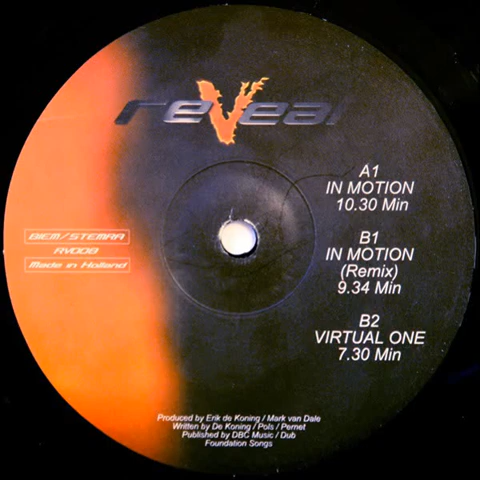 reveal
A1
IN MOTION
10.30 Min
B1
IN MOTION
(Remix)
9.34 Min
B2
VIRTUAL ONE
7.30 Min
BIEM/STEMRA
RV008
Made in Holland
Produced by Erik de Koning / Mark van Dale
Written by De Koning / Pols / Pernet
Published by DBC Music / Dub
Foundation Songs